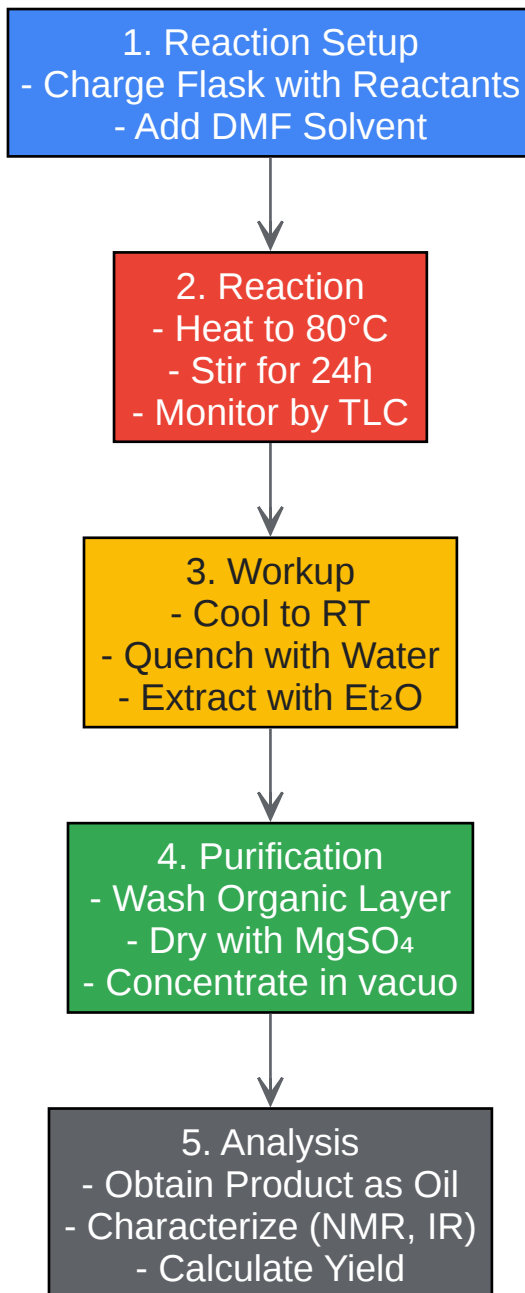 1. Reaction Setup
- Charge Flask with Reactants
- Add DMF Solvent
2. Reaction
- Heat to 80°C
- Stir for 24h
- Monitor by TLC
3. Workup
- Cool to RT
- Quench with Water
- Extract with Et₂O
4. Purification
- Wash Organic Layer
- Dry with MgSO₄
- Concentrate in vacuo
5. Analysis
- Obtain Product as Oil
- Characterize (NMR, IR)
- Calculate Yield